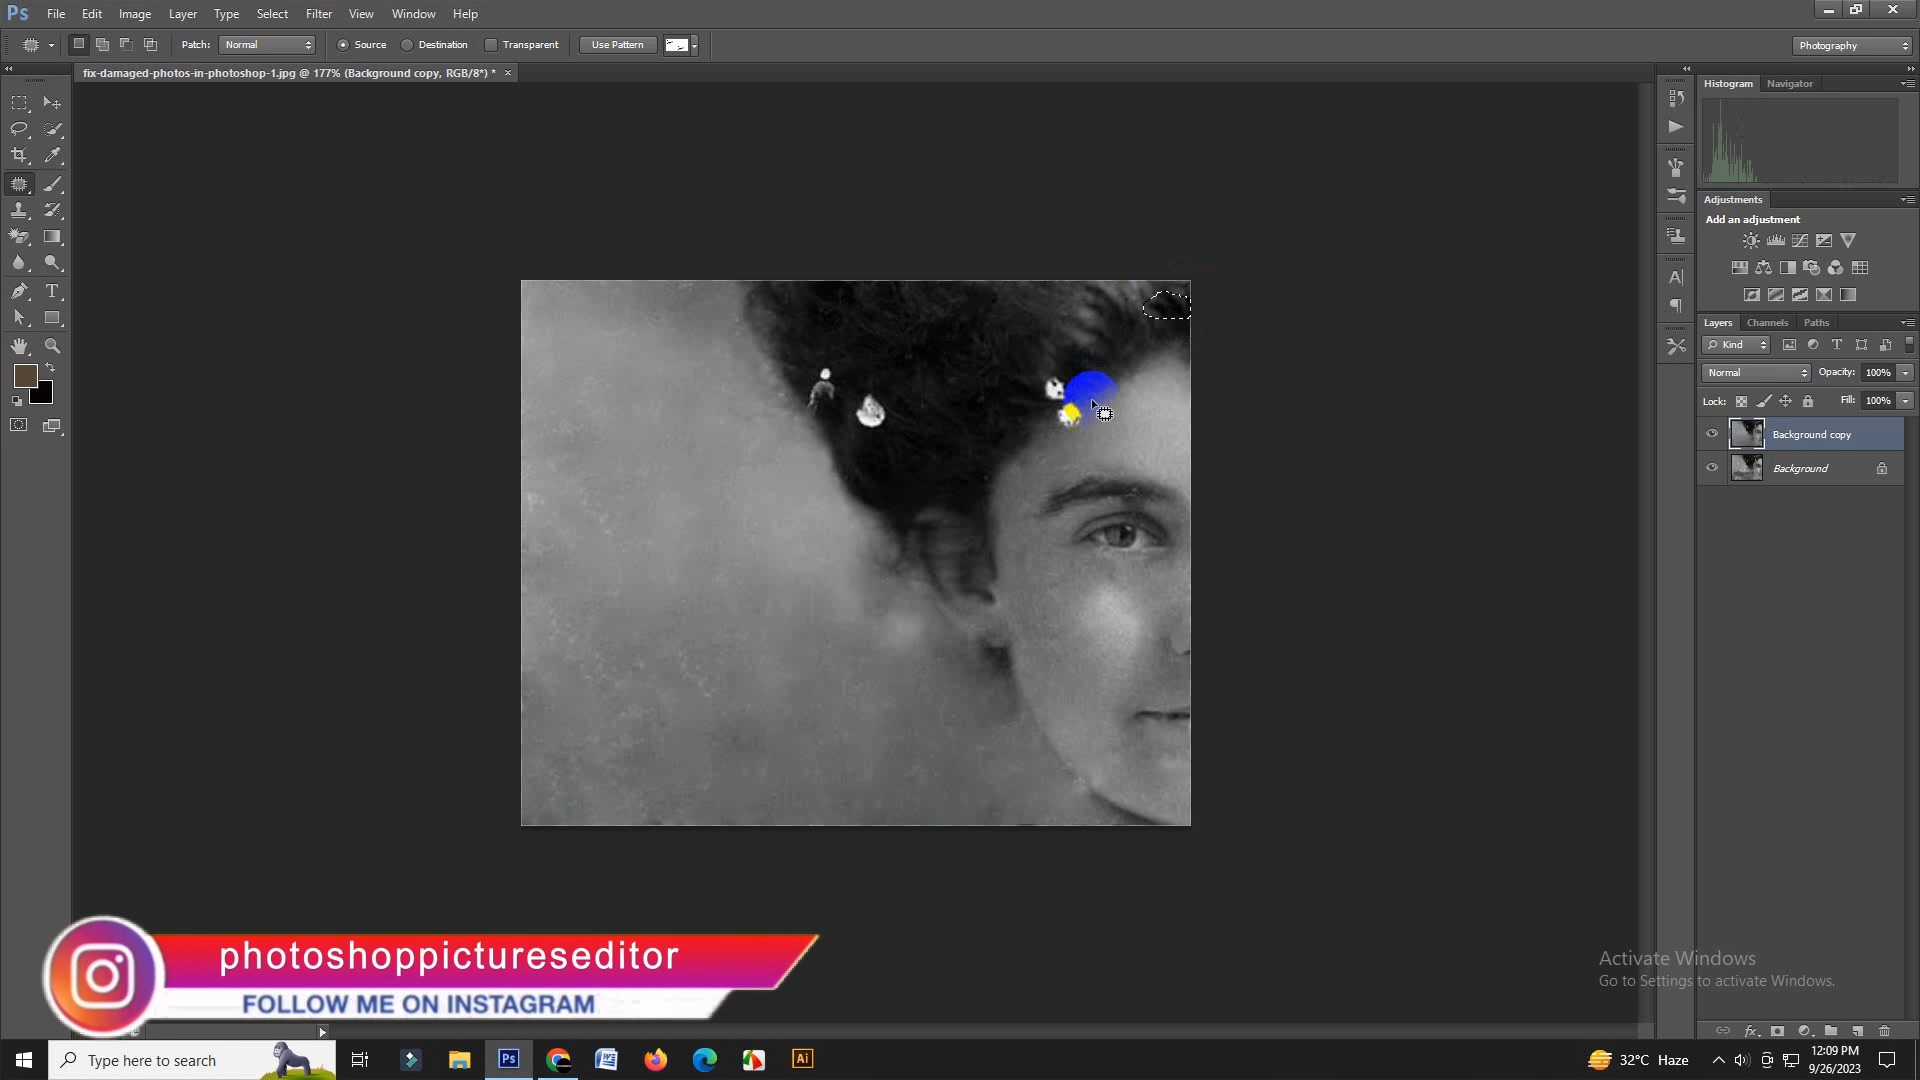 Ps File Edit Image Layer Type Select Filter View Window Help
Patch: Normal Source Destination Transparent Use Pattern Photography
fix-damaged-photos-in-photoshop-1.jpg @ 177% (Background copy, RGB/8*) * ×
Histogram Navigator
Adjustments
Add an adjustment
Layers Channels Paths
Kind
Normal Opacity: 100%
Lock: Fill: 100%
Background copy
Background
photoshoppictureseditor
FOLLOW ME ON INSTAGRAM
Activate Windows
Go to Settings to activate Windows.
Type here to search Ps Ai 32°C Haze 12:09 PM
9/26/2023